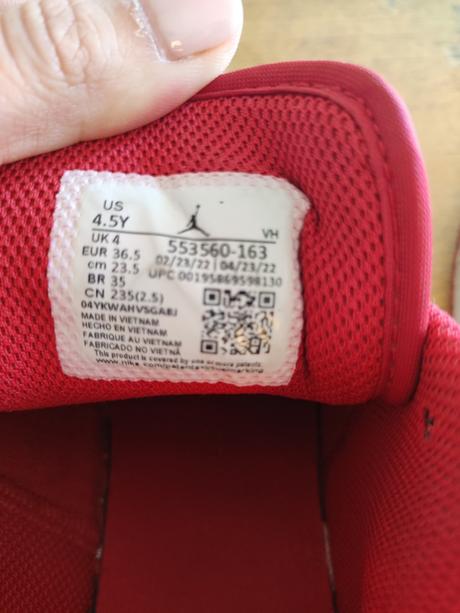 US
4.5Y
UK 4
EUR 36.5
cm 23.5
BR 35
CN 235(2.5)
VH
553560-163
02/23/22 04/23/22
UPC 00195869598130
04YKWAHVSGA8J
MADE IN VIETNAM
HECHO EN VIETNAM
FABRIQUE AU VIETNAM
FABRICADO NO VIETNÃ
This product is covered by one or more patents.